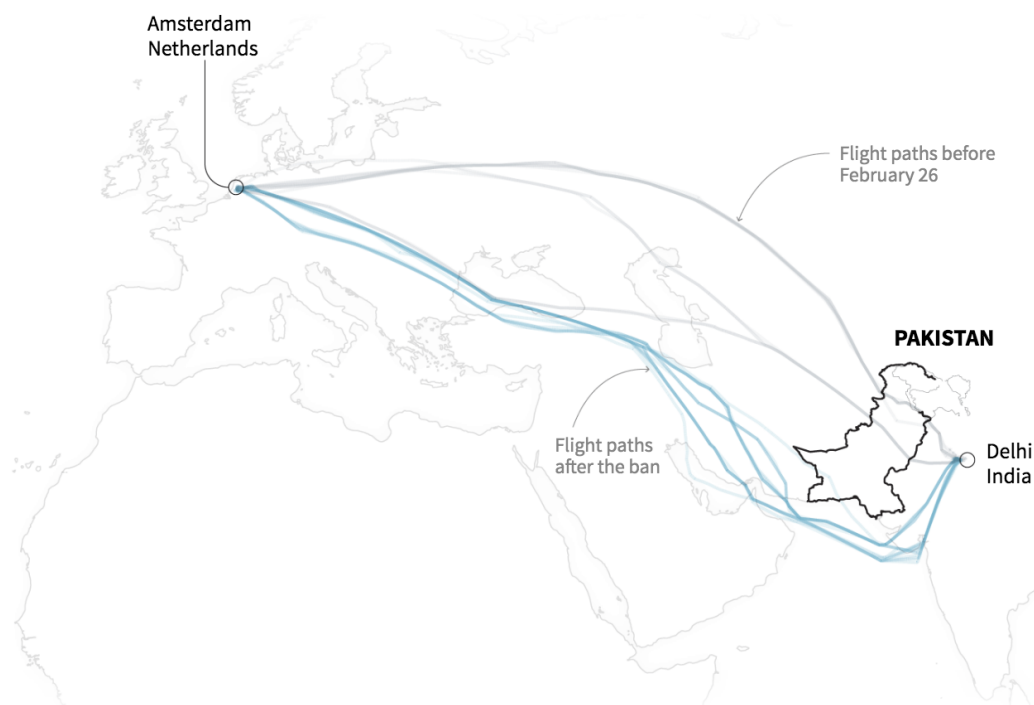 Amsterdam
Netherlands
Flight paths before
February 26
PAKISTAN
Flight paths
after the ban
Delhi
India